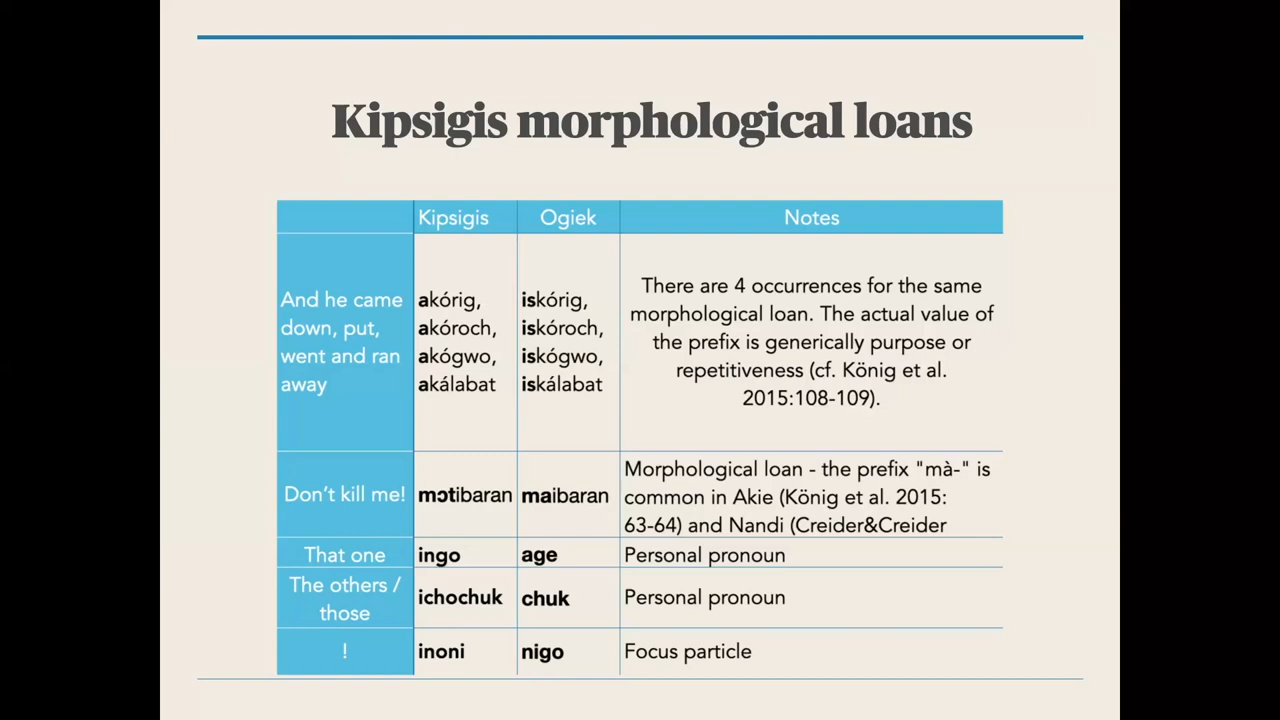 Kipsigis morphological loans
Kipsigis Ogiek Notes
And he came
down, put,
went and ran
away
akórig,
akóroch,
akógwo,
akálabat
iskórig,
iskóroch,
iskógwo,
iskálabat
There are 4 occurrences for the same
morphological loan. The actual value of
the prefix is generically purpose or
repetitiveness (cf. König et al.
2015:108-109).
Don't kill me! mɔtibaran maibaran
Morphological loan - the prefix "mà-" is
common in Akie (König et al. 2015:
63-64) and Nandi (Creider&Creider
That one ingo age Personal pronoun
The others /
those
ichochuk chuk Personal pronoun
! inoni nigo Focus particle